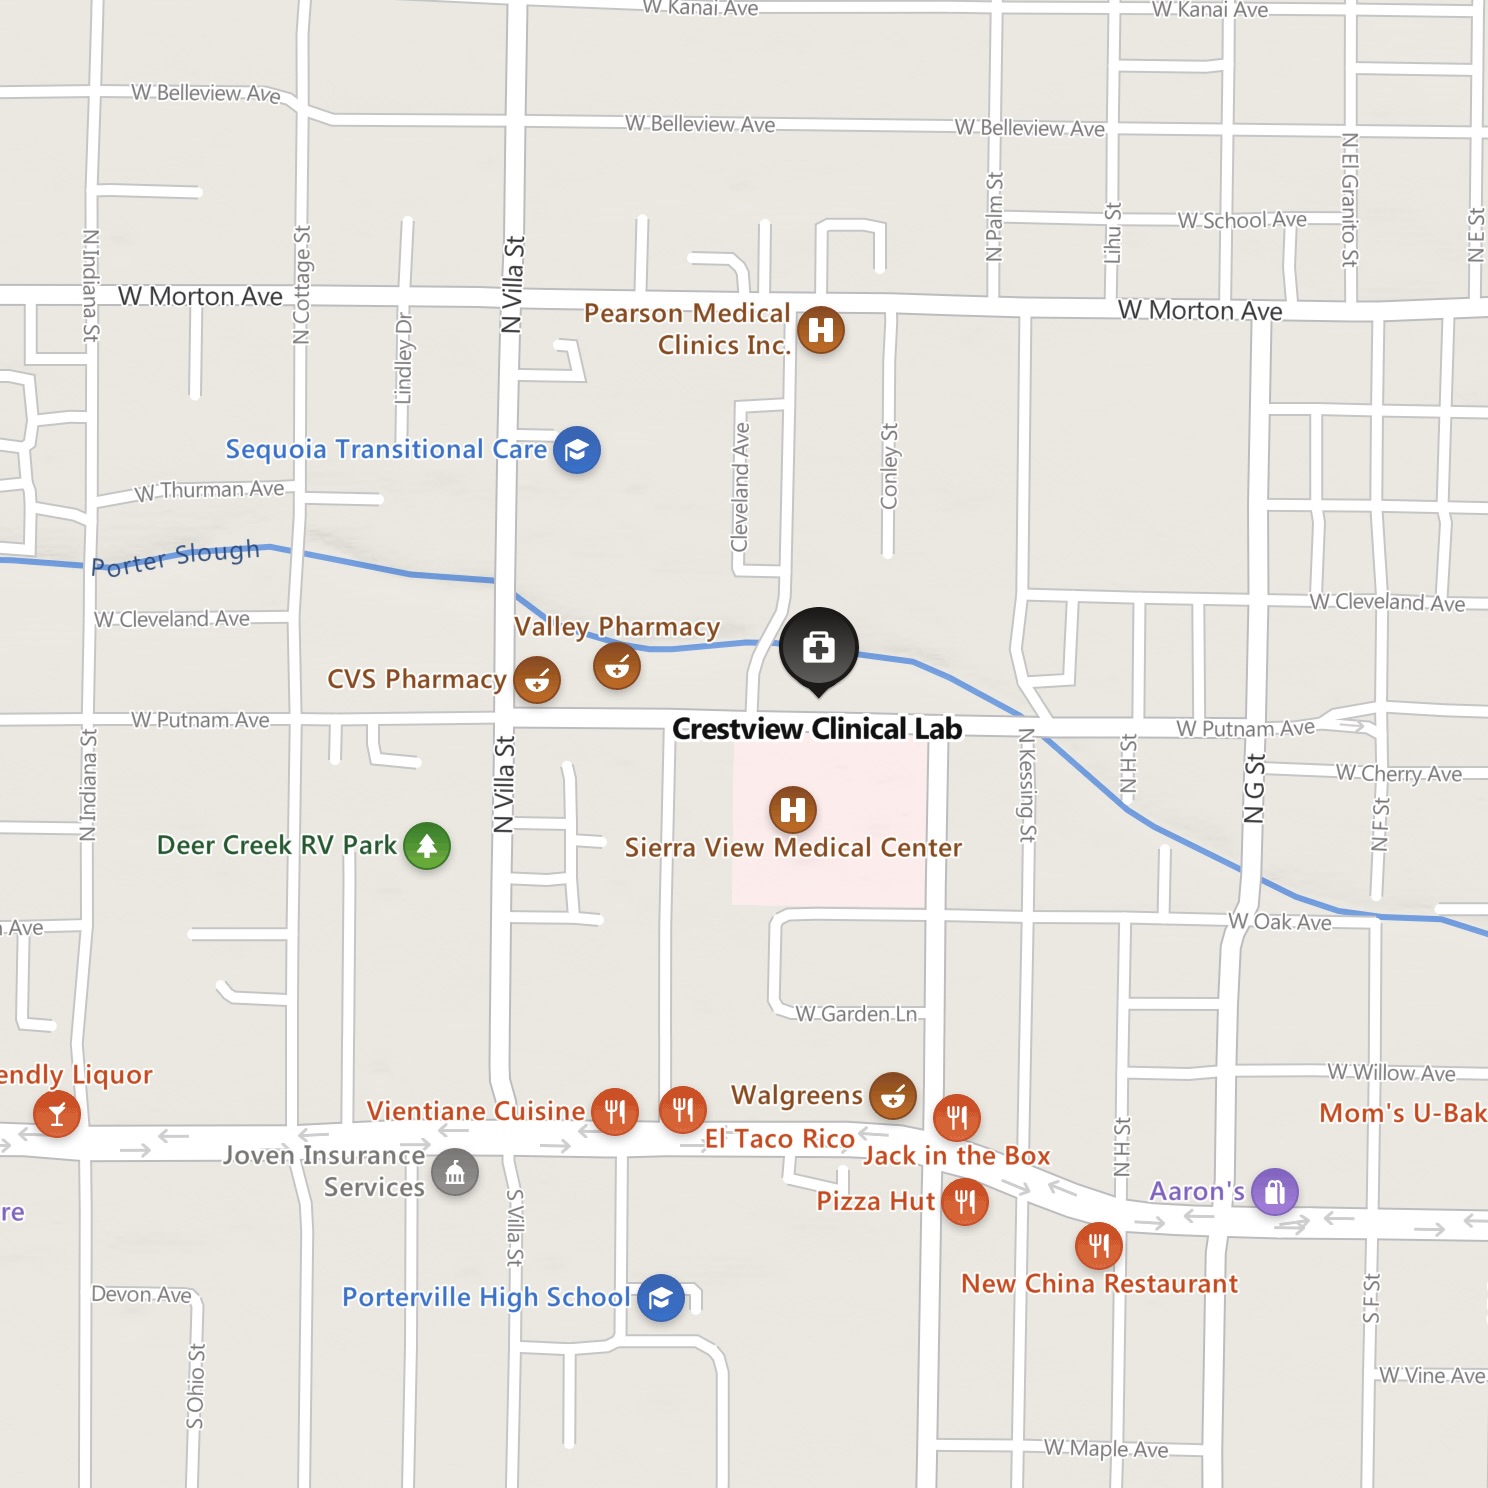 W Kanai Ave
W Kanai Ave
W Belleview Ave
W Belleview Ave
W Belleview Ave
N El Granito St
N Palm St
Lihu St
W School Ave
N E St
N Indiana St
N Cottage St
N Villa St
W Morton Ave
W Morton Ave
Pearson Medical
Clinics Inc.
Lindley Dr
Sequoia Transitional Care
Cleveland Ave
Conley St
W Thurman Ave
Porter Slough
W Cleveland Ave
W Cleveland Ave
Valley Pharmacy
CVS Pharmacy
W Putnam Ave
Crestview Clinical Lab
W Putnam Ave
N Indiana St
N Villa St
N Kessing St
N H St
N G St
W Cherry Ave
N F St
Deer Creek RV Park
Sierra View Medical Center
Ave
W Oak Ave
W Garden Ln
endly Liquor
W Willow Ave
Walgreens
Vientiane Cuisine
Mom's U-Bak
El Taco Rico
Jack in the Box
N H St
Joven Insurance
Services
Pizza Hut
Aaron's
re
S Villa St
New China Restaurant
Porterville High School
Devon Ave
S F St
S Ohio St
W Vine Ave
W Maple Ave